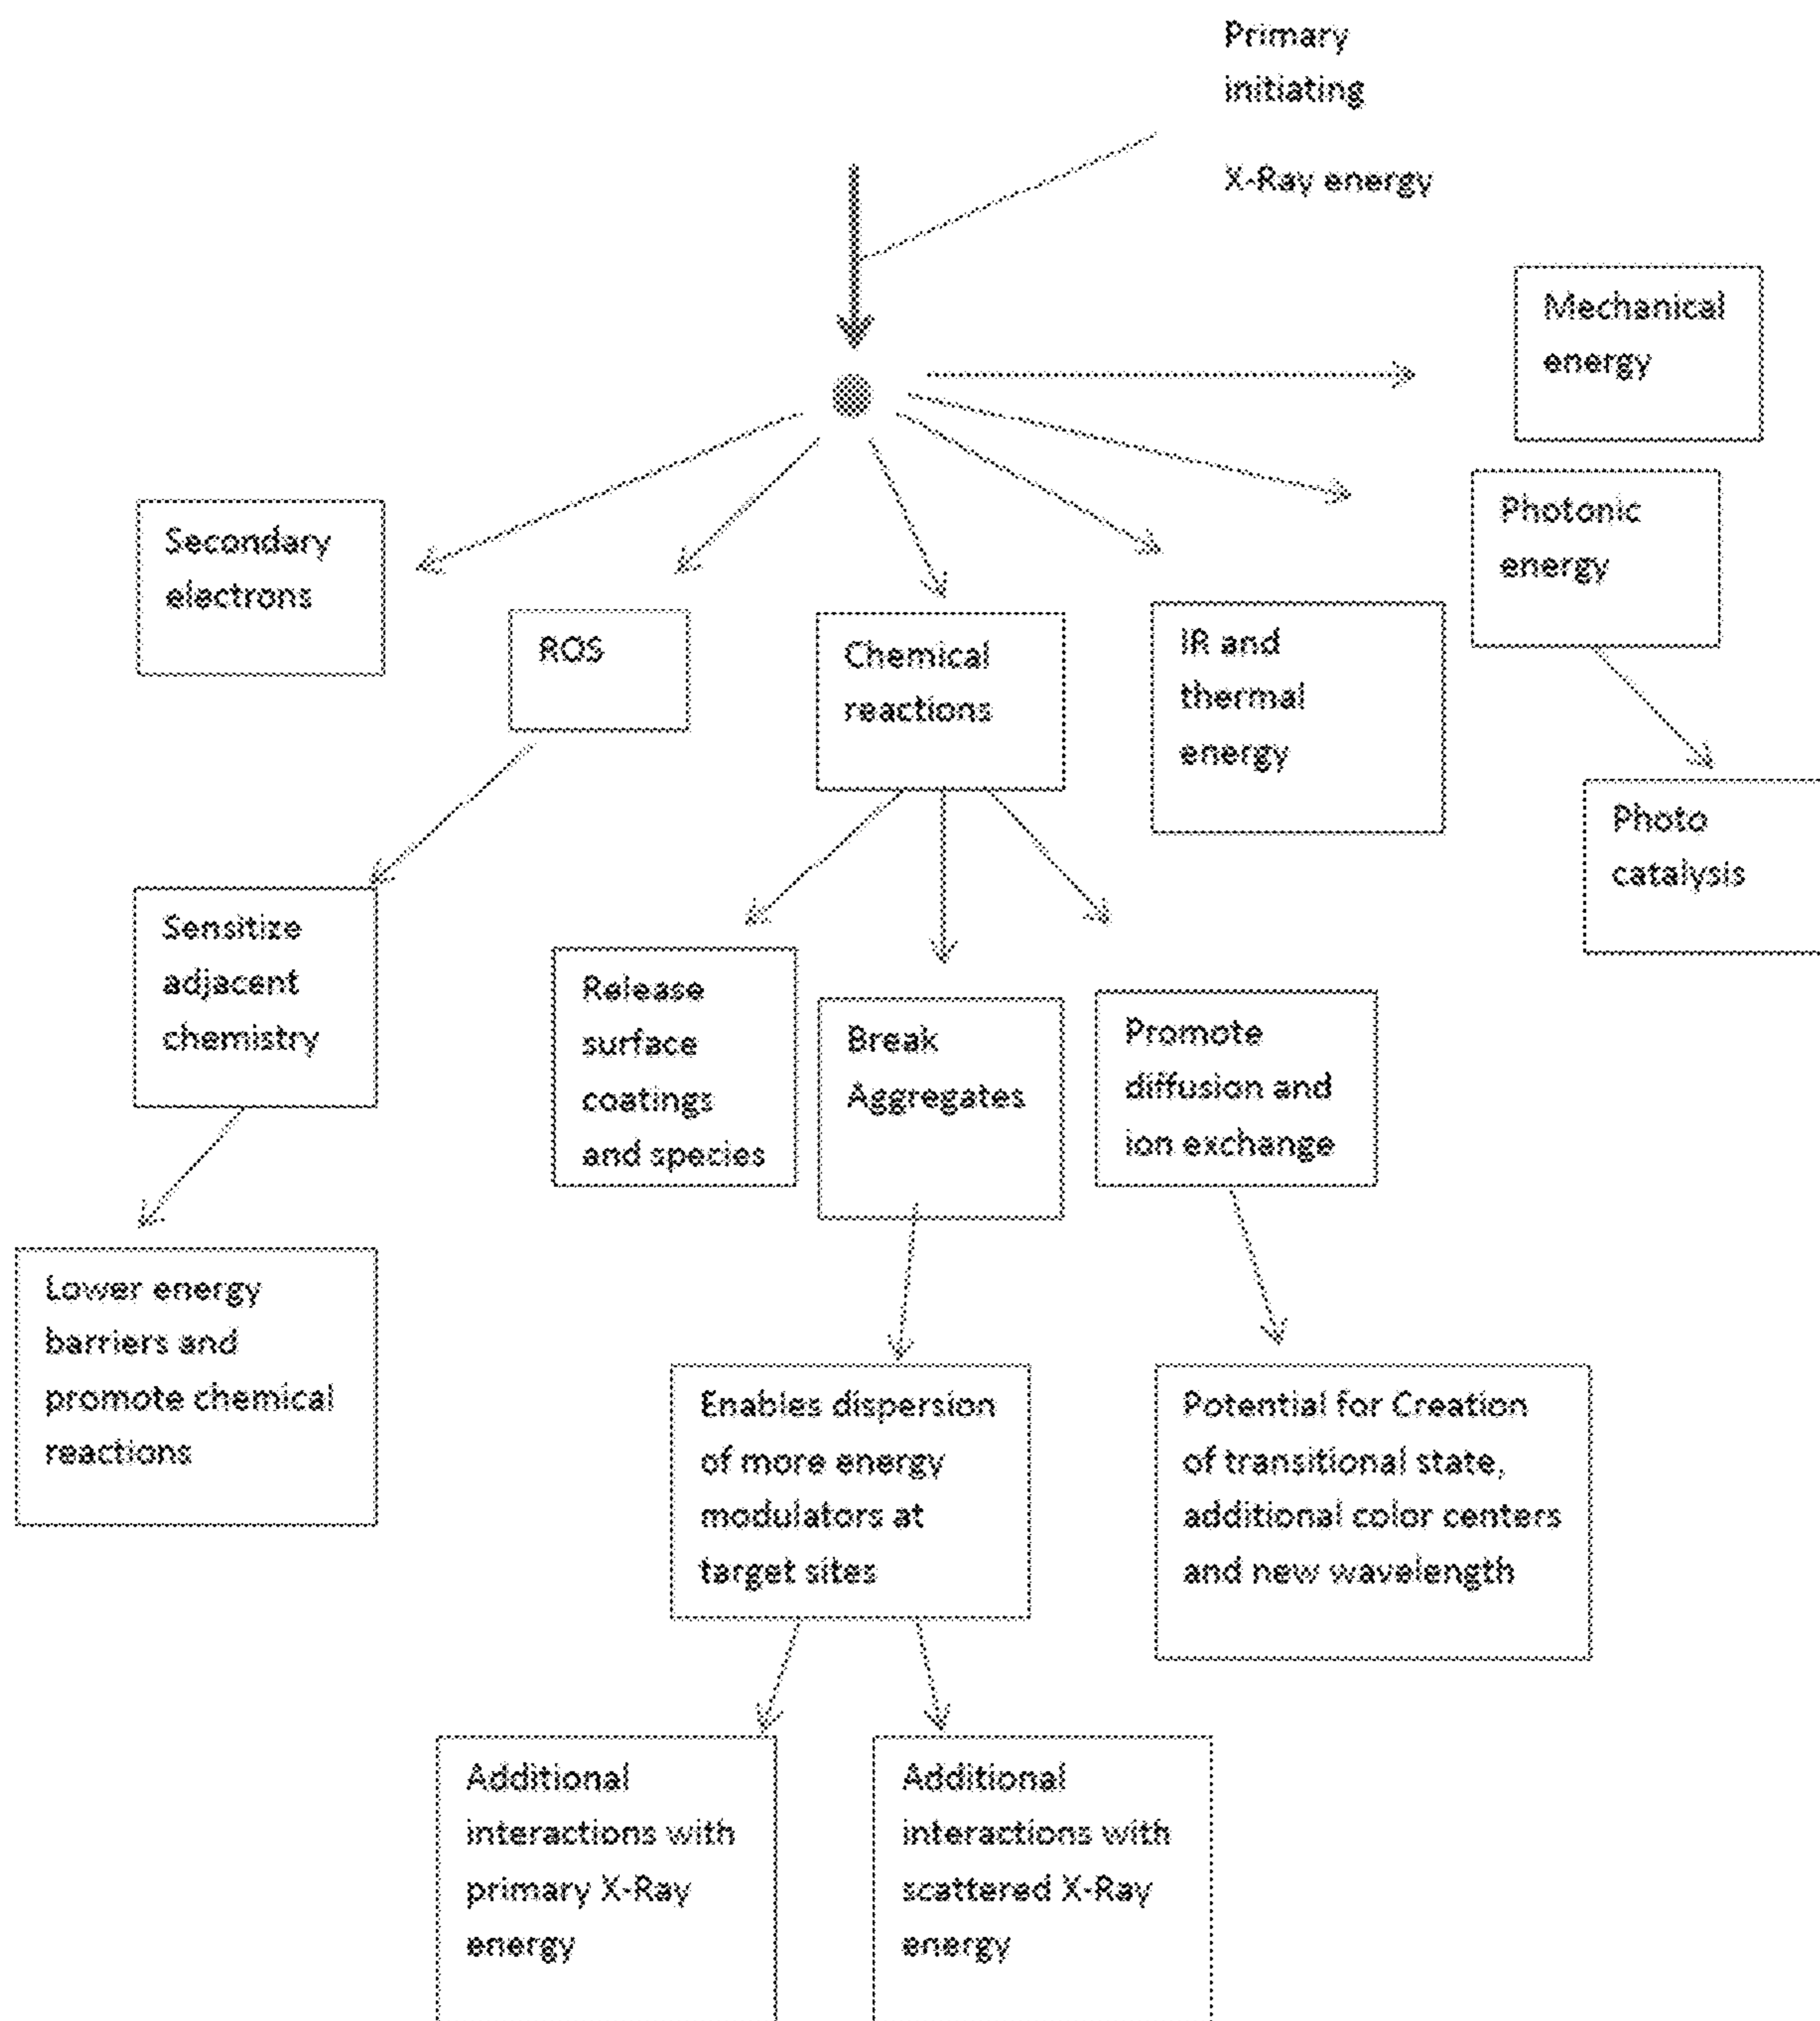 Primary
initiating
X-Ray energy
Mechanical
energy
Photonic
energy
Secondary
electrons
ROS
Chemical
reactions
IR and
thermal
energy
Photo
catalysis
Sensitize
adjacent
chemistry
Release
surface
coatings
and species
Break
Aggregates
Promote
diffusion and
ion exchange
Lower energy
barriers and
promote chemical
reactions
Enables dispersion
of more energy
modulators at
target sites
Potential for Creation
of transitional state,
additional color centers
and new wavelength
Additional
interactions with
primary X-Ray
energy
Additional
interactions with
scattered X-Ray
energy